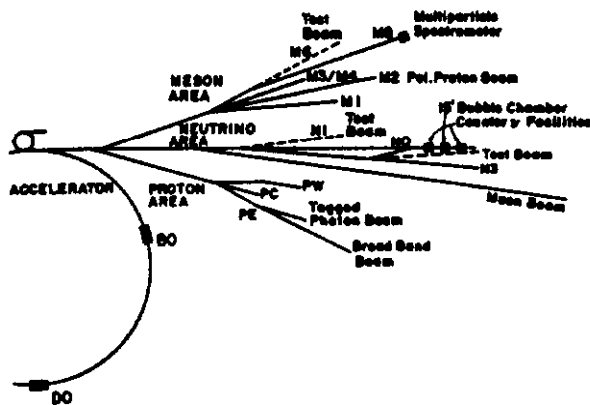 Test
Beam
M6
M8
Multiparticle
Spectrometer
MESON
AREA
M3/M4
M2 Pol. Proton Beam
M1
Test
Beam
15' Bubble Chamber
Counter γ Facilities
NEUTRINO
AREA
N1
NO
Test Beam
N3
Muon Beam
ACCELERATOR
PROTON
AREA
PW
PC
PE
Tagged
Photon Beam
Broad Band
Beam
BO
DO